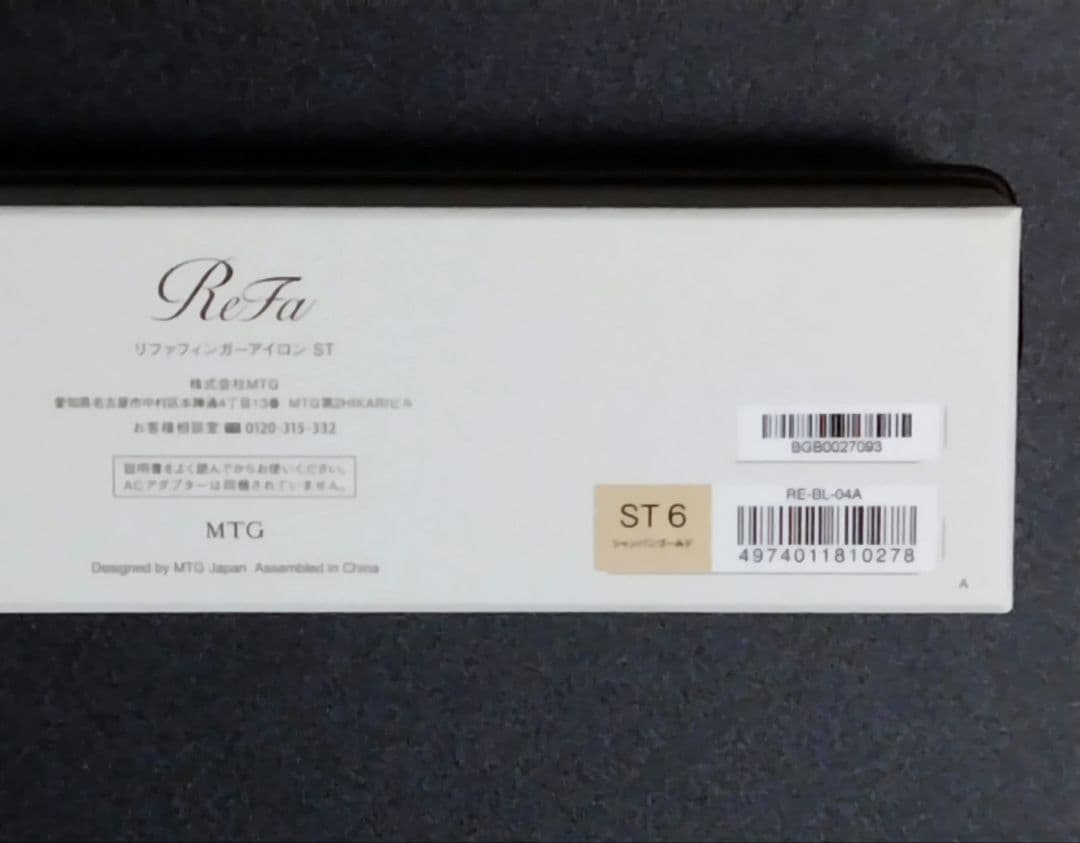 ReFa
リファフィンガーアイロン ST
株式会社MTG
愛知県名古屋市中村区本陣通4丁目13番 MTG第2HIKARIビル
お客様相談室 0120-315-332
説明書をよく読んでからお使いください。
ACアダプターは同梱されていません。
MTG
Designed by MTG Japan Assembled in China
BGB0027093
ST 6
シャンパンゴールド
RE-BL-04A
4974011810278
A